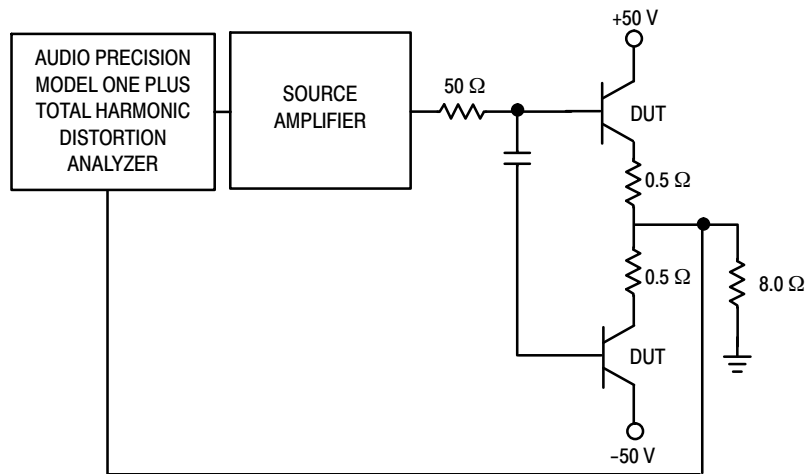 AUDIO PRECISION
MODEL ONE PLUS
TOTAL HARMONIC
DISTORTION
ANALYZER
SOURCE
AMPLIFIER
50 Ω
+50 V
DUT
0.5 Ω
0.5 Ω
8.0 Ω
DUT
–50 V